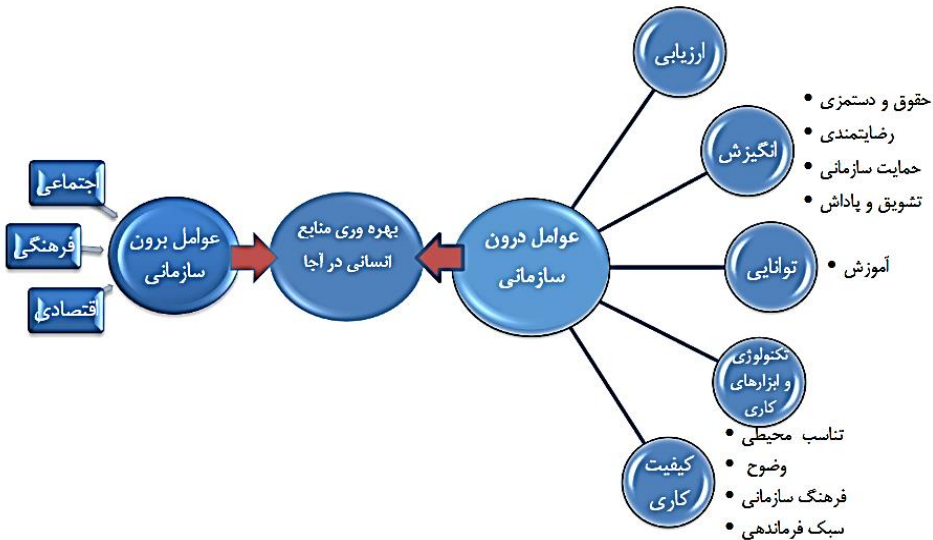 ارزیابی
انگیزش
• حقوق و دستمزی
• رضایتمندی
• حمایت سازمانی
• تشویق و پاداش
توانایی
• آموزش
تکنولوژی
و ابزارهای
کاری
کیفیت
کاری
• تناسب محیطی
• وضوح
• فرهنگ سازمانی
• سبک فرماندهی
عوامل درون
سازمانی
بهره وری منابع
انسانی در آجا
عوامل برون
سازمانی
اجتماعی
فرهنگی
اقتصادی